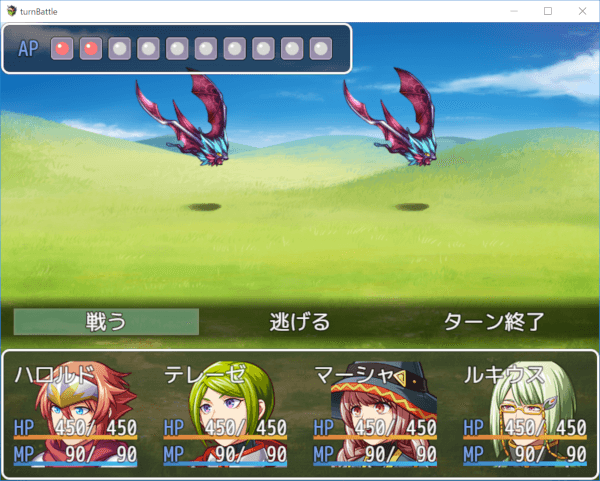 turnBattle
AP
戦う 逃げる ターン終了
ハロルド テレーゼ マーシャ ルキウス
HP 450/ 450 HP 450/ 450 HP 450/ 450 HP 450/ 450
MP 90/ 90 MP 90/ 90 MP 90/ 90 MP 90/ 90